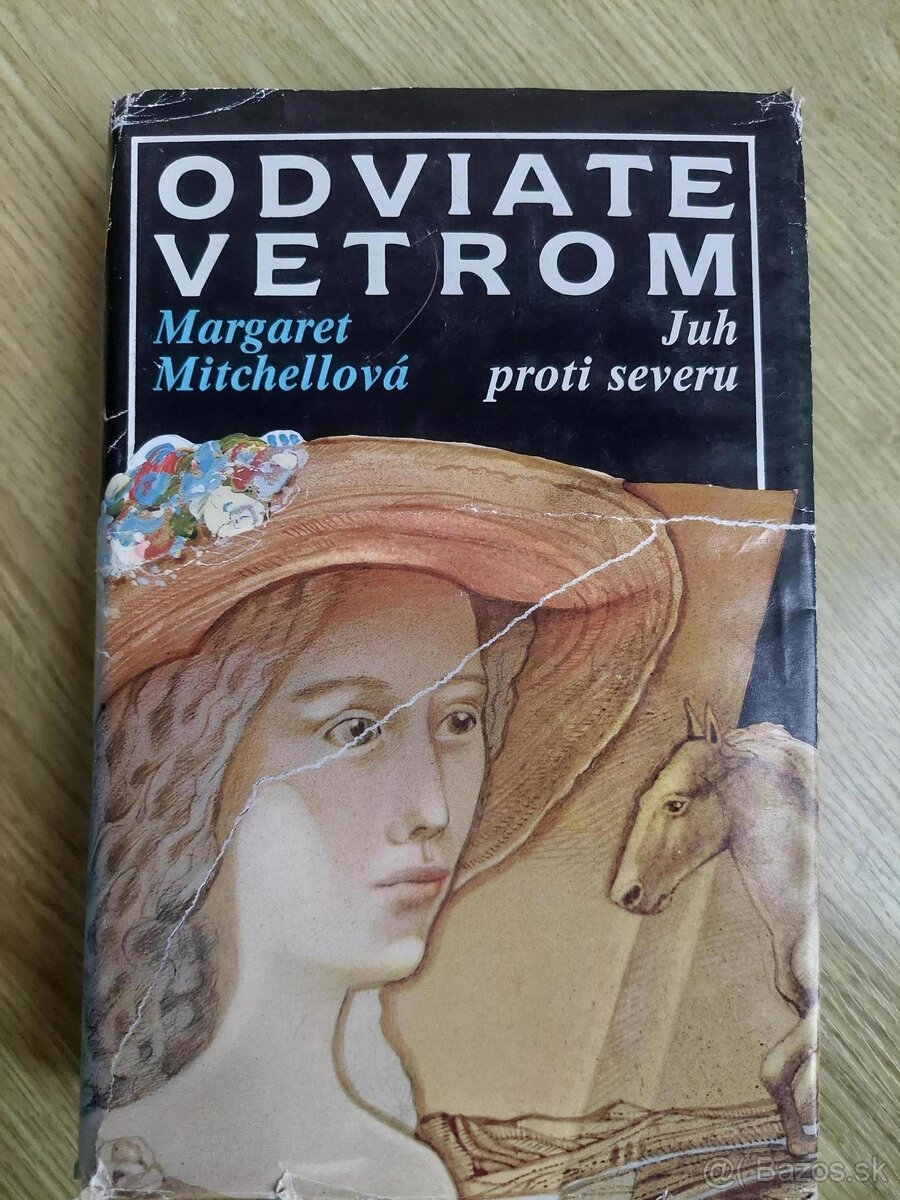 ODVIATE
VETROM
Margaret
Mitchellová
Juh
proti severu
@( Bazos.sk